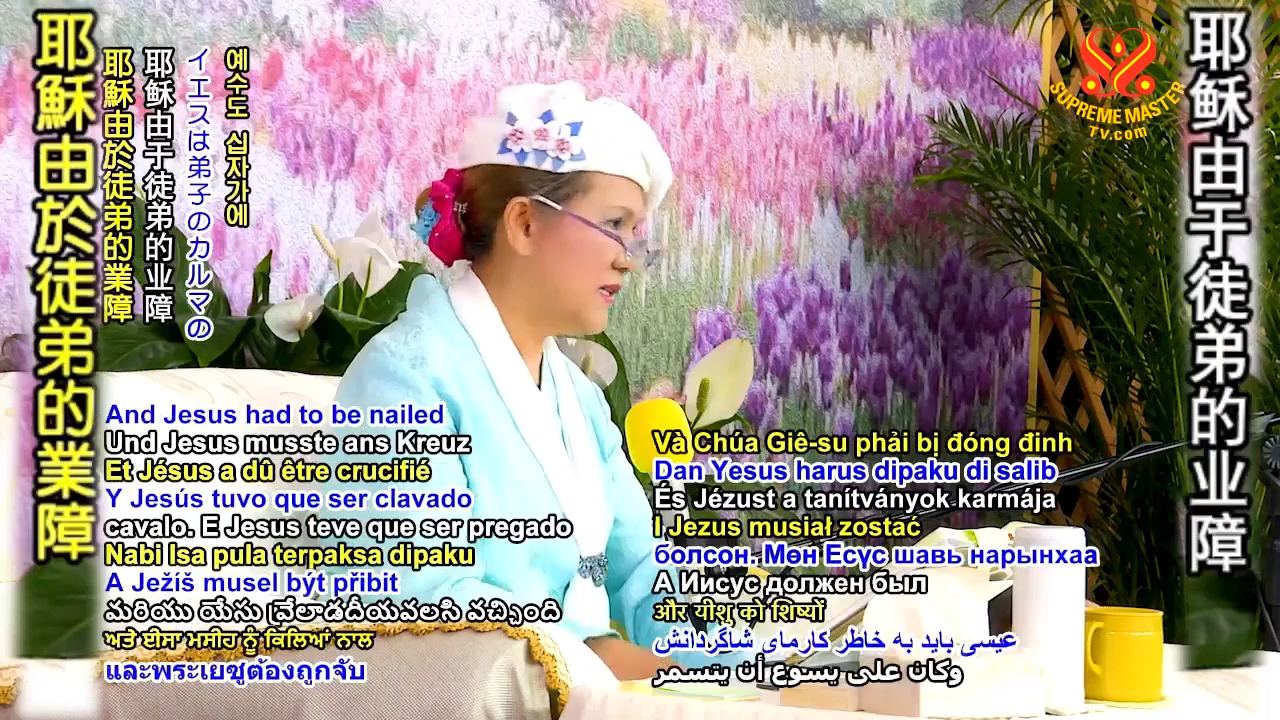 耶穌由於徒弟的業障
耶穌由於徒弟的業障
耶稣由于徒弟的业障
イエスは弟子のカルマの
예수도 십자가에
SUPREME MASTER
Tv.com
耶稣由于徒弟的业障
And Jesus had to be nailed
Und Jesus musste ans Kreuz
Et Jésus a dû être crucifié
Y Jesús tuvo que ser clavado
cavalo. E Jesus teve que ser pregado
Nabi Isa pula terpaksa dipaku
A Ježíš musel být přibit
మరియు యేసు వ్రేలాడదీయవలసి వచ్చింది
ਅਤੇ ਈਸਾ ਮਸੀਹ ਨੂੰ ਕਿਲਿਆਂ ਨਾਲ
และพระเยซูต้องถูกจับ
Và Chúa Giê-su phải bị đóng đinh
Dan Yesus harus dipaku di salib
És Jézust a tanítványok karmája
I Jezus musiał zostać
болсон. Мөн Есүс шавь нарынхаа
А Иисус должен был
और यीशु को शिष्यों
عیسی باید به خاطر کارمای شاگردانش
وكان على يسوع أن يتسمر